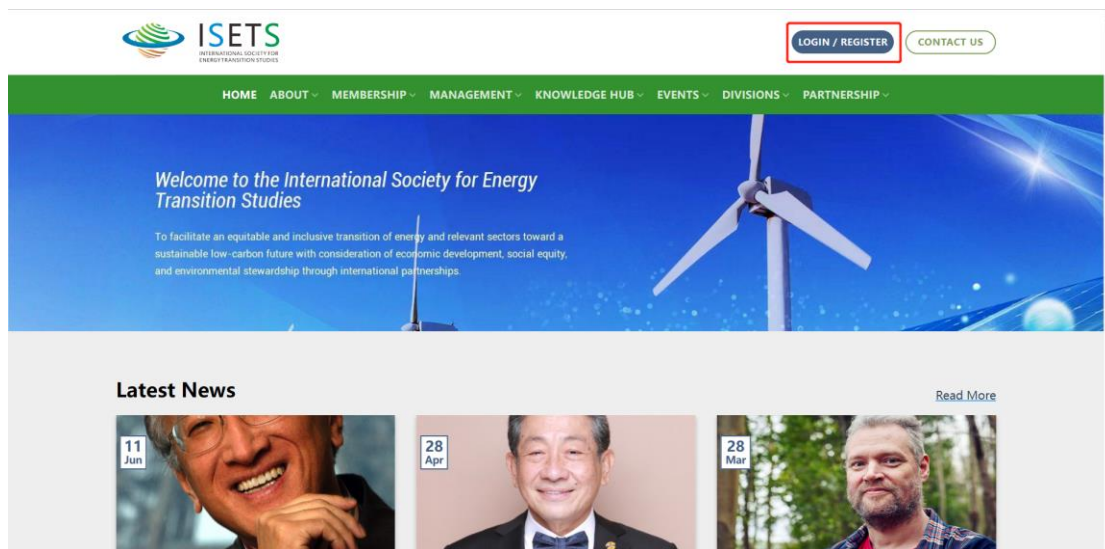 ISETS
INTERNATIONAL SOCIETY FOR
ENERGY TRANSITION STUDIES
LOGIN / REGISTER
CONTACT US
HOME ABOUT MEMBERSHIP MANAGEMENT KNOWLEDGE HUB EVENTS DIVISIONS PARTNERSHIP
Welcome to the International Society for Energy
Transition Studies
To facilitate an equitable and inclusive transition of energy and relevant sectors toward a
sustainable low-carbon future with consideration of economic development, social equity,
and environmental stewardship through international partnerships.
Latest News
Read More
11
Jun
28
Apr
28
Mar